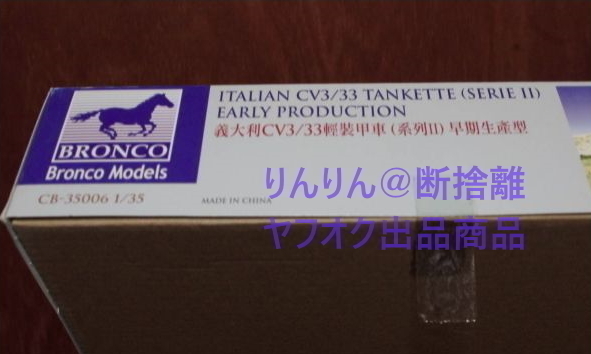 ITALIAN CV3/33 TANKETTE (SERIE II)
EARLY PRODUCTION
義大利CV3/33輕裝甲車(系列II)早期生產型
BRONCO
Bronco Models
CB-35006 1/35
MADE IN CHINA
りんりん@断捨離
ヤフオク出品商品